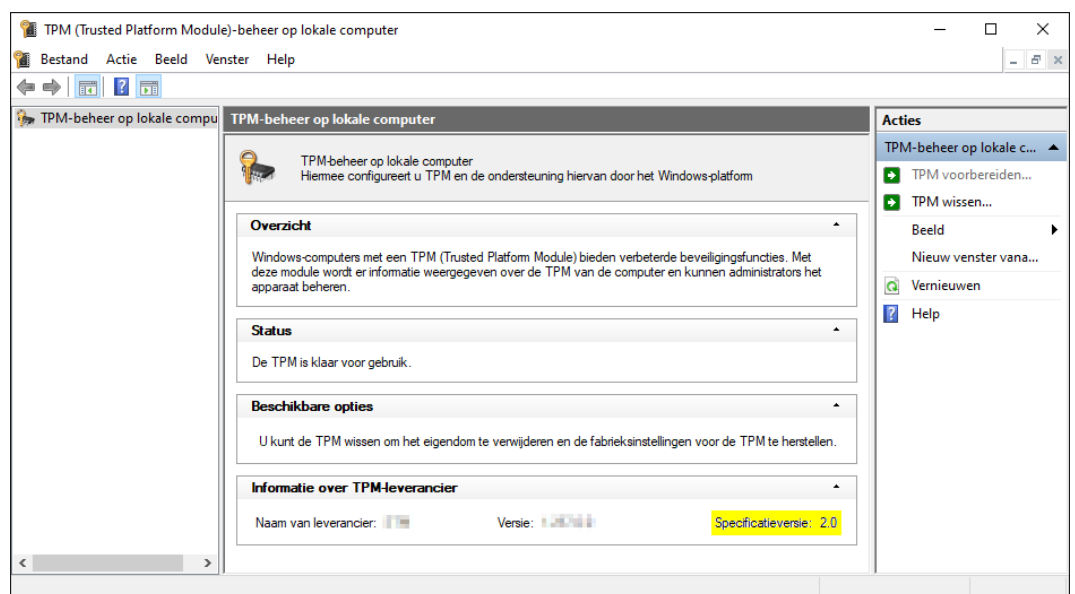 TPM (Trusted Platform Module)-beheer op lokale computer
Bestand Actie Beeld Venster Help
TPM-beheer op lokale compu
TPM-beheer op lokale computer
TPM-beheer op lokale computer
Hiermee configureert u TPM en de ondersteuning hiervan door het Windows-platform
Overzicht
Windows-computers met een TPM (Trusted Platform Module) bieden verbeterde beveiligingsfuncties. Met
deze module wordt er informatie weergegeven over de TPM van de computer en kunnen administrators het
apparaat beheren.
Status
De TPM is klaar voor gebruik.
Beschikbare opties
U kunt de TPM wissen om het eigendom te verwijderen en de fabrieksinstellingen voor de TPM te herstellen.
Informatie over TPM-leverancier
Naam van leverancier: Versie: Specificatieversie: 2.0
Acties
TPM-beheer op lokale c...
TPM voorbereiden...
TPM wissen...
Beeld
Nieuw venster vana...
Vernieuwen
Help